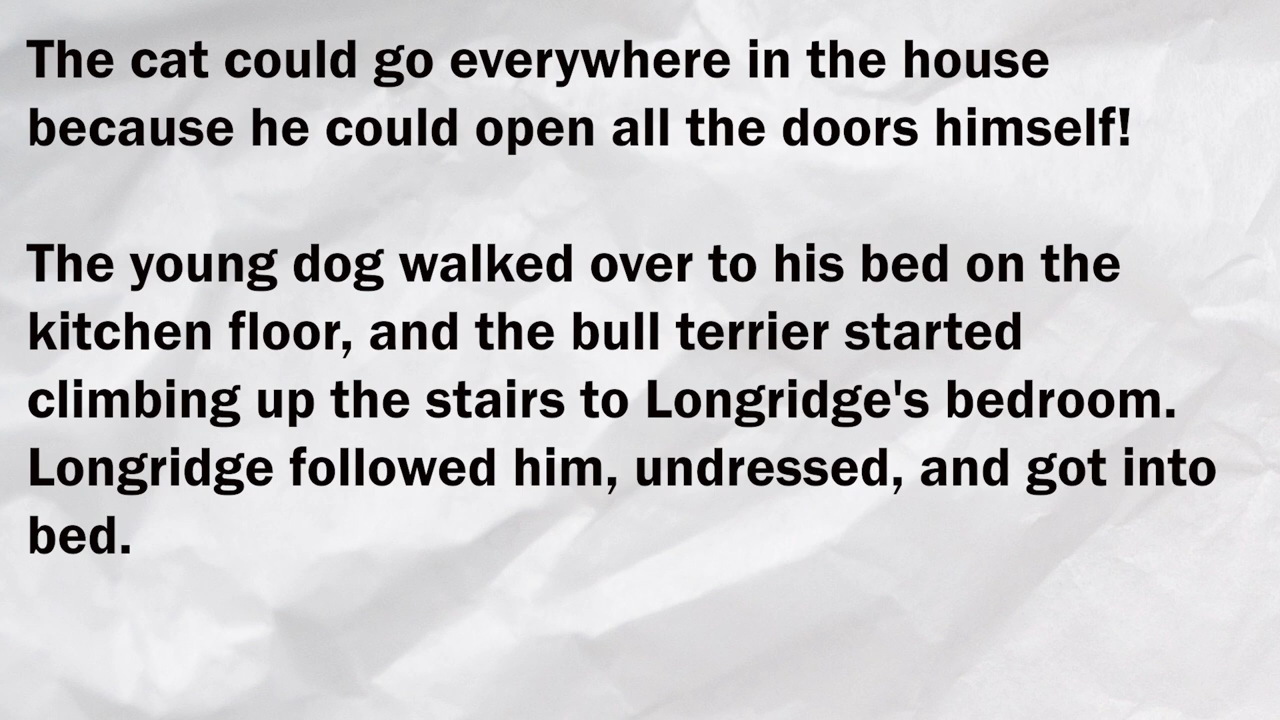 The cat could go everywhere in the house
because he could open all the doors himself!
The young dog walked over to his bed on the
kitchen floor, and the bull terrier started
climbing up the stairs to Longridge's bedroom.
Longridge followed him, undressed, and got into
bed.